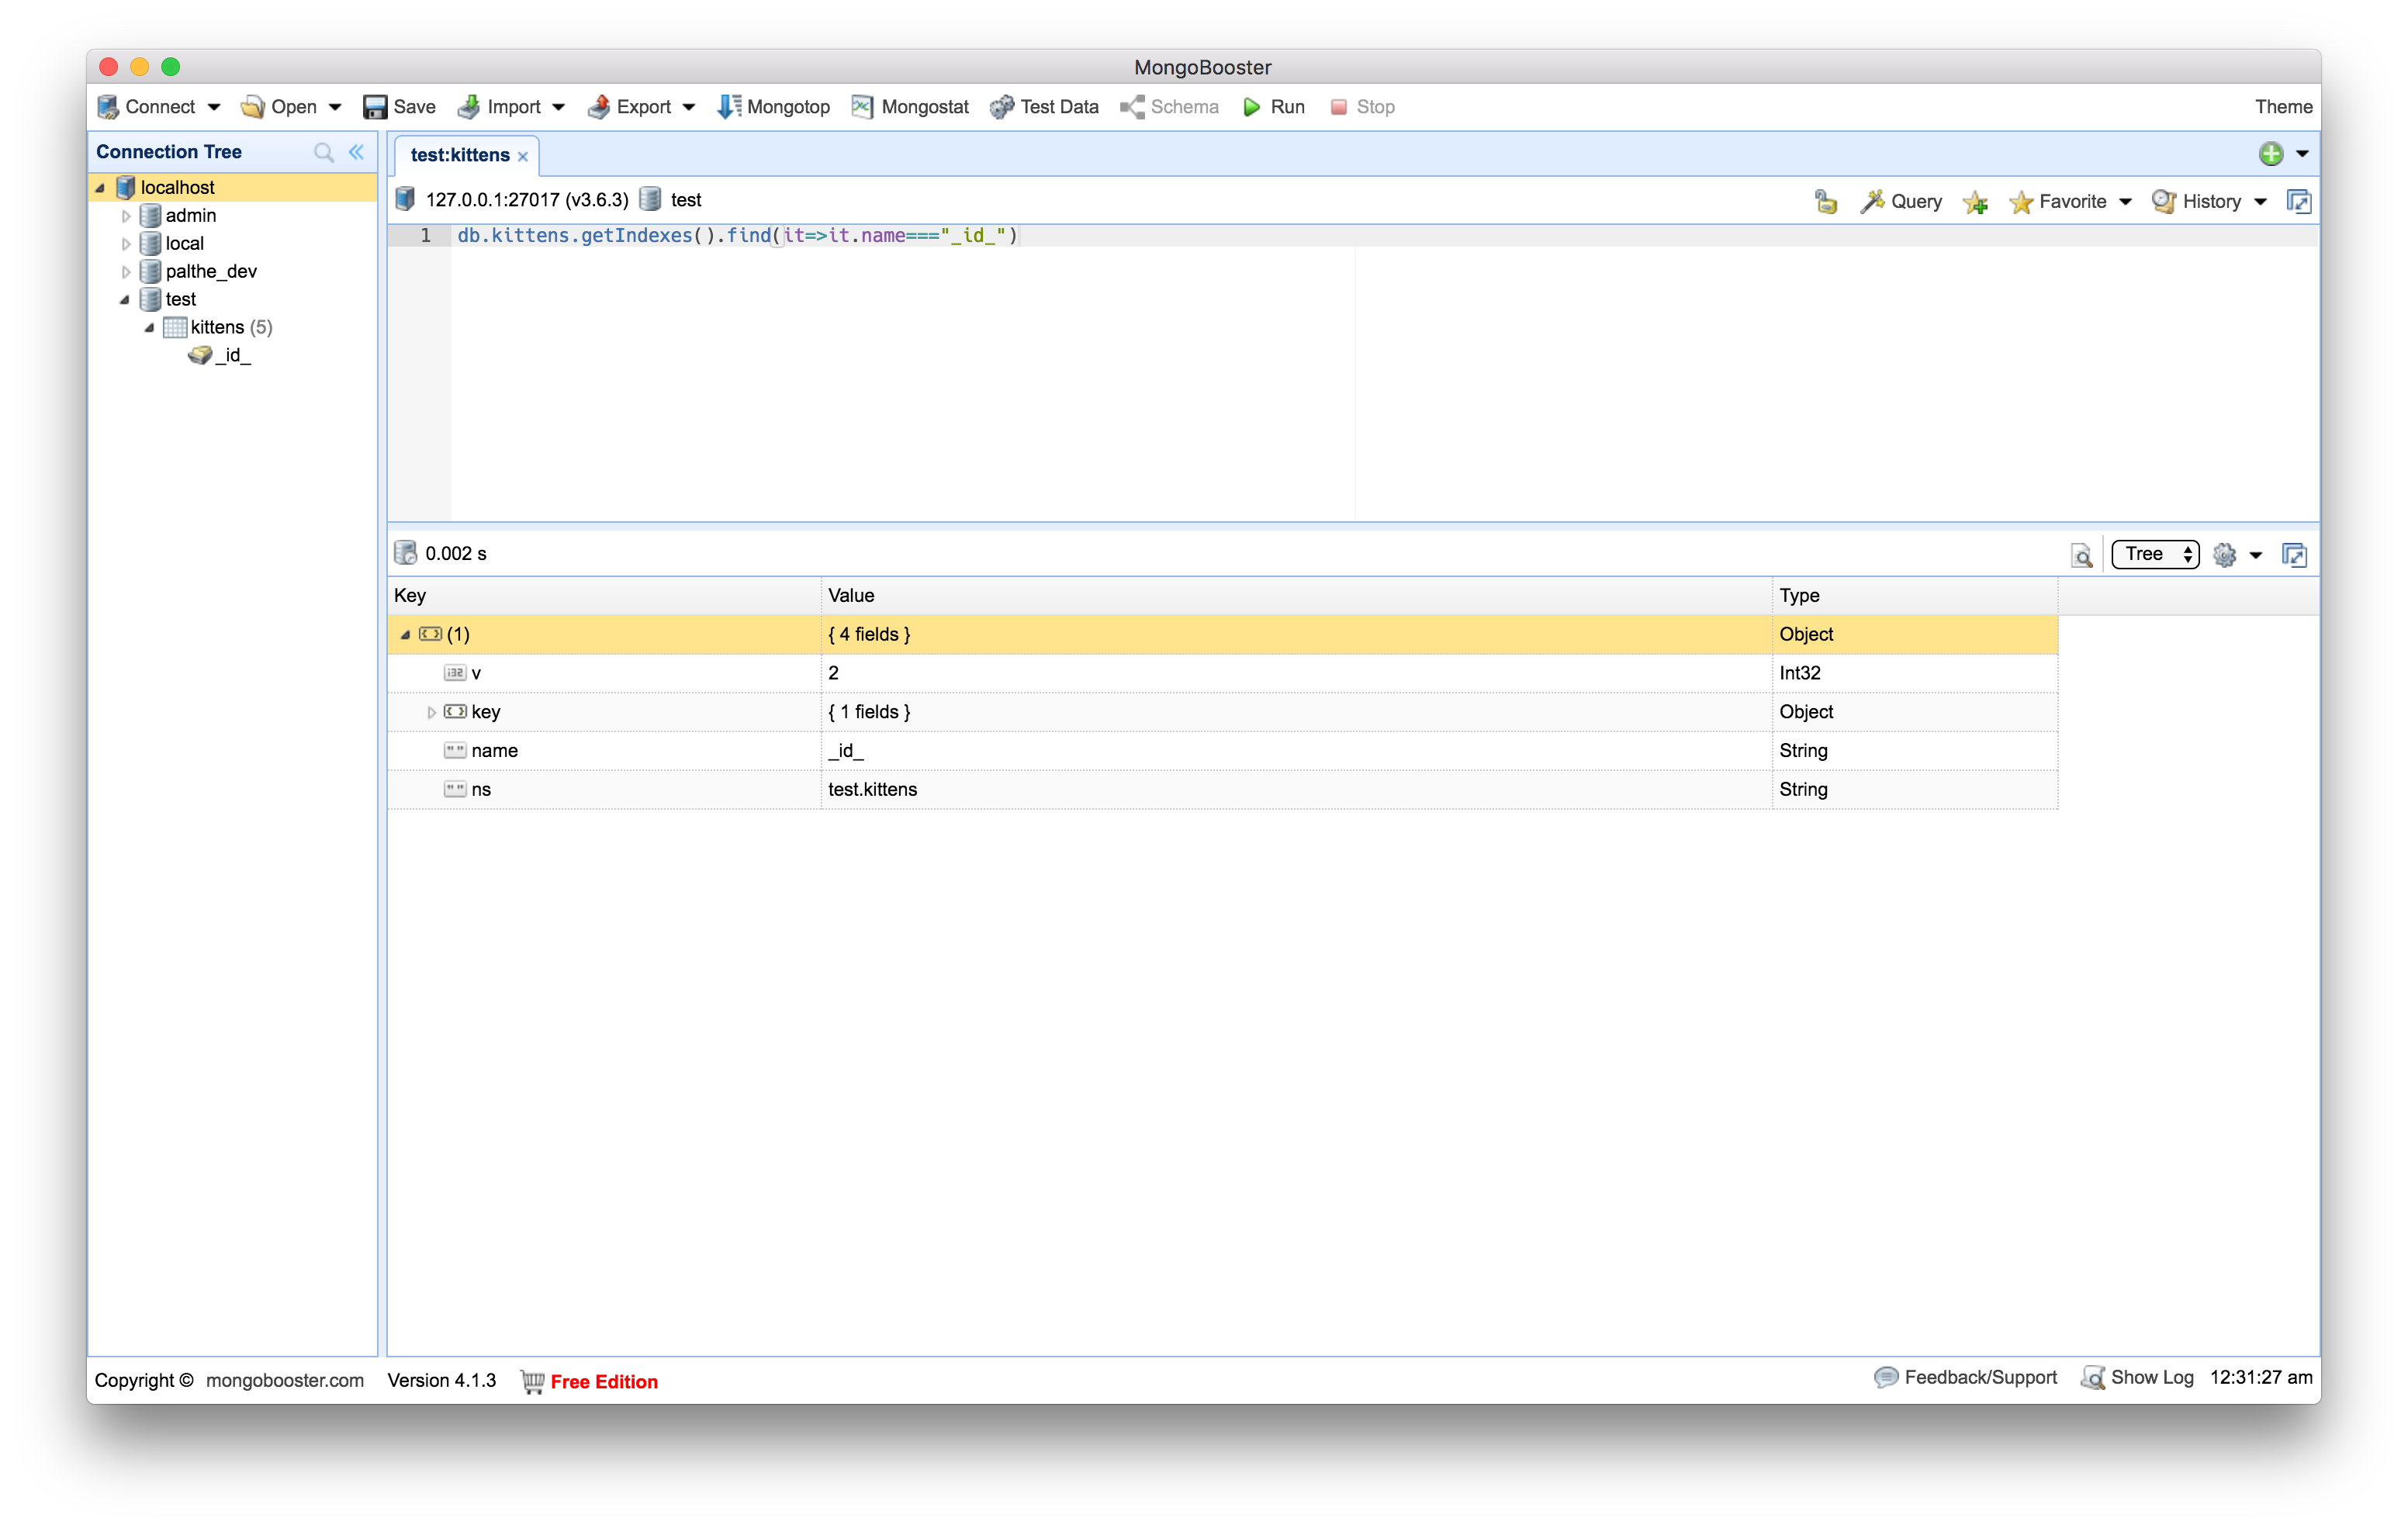 MongoBooster
Connect Open Save Import Export Mongotop Mongostat Test Data Schema Run Stop Theme
Connection Tree
localhost
admin
local
palthe_dev
test
kittens (5)
_id_
test:kittens
127.0.0.1:27017 (v3.6.3) test Query Favorite History
1 db.kittens.getIndexes().find(it=>it.name==="_id_")
0.002 s Tree
Key Value Type
(1) { 4 fields } Object
i32 v 2 Int32
key { 1 fields } Object
" " name _id_ String
" " ns test.kittens String
Copyright © mongobooster.com Version 4.1.3 Free Edition Feedback/Support Show Log 12:31:27 am